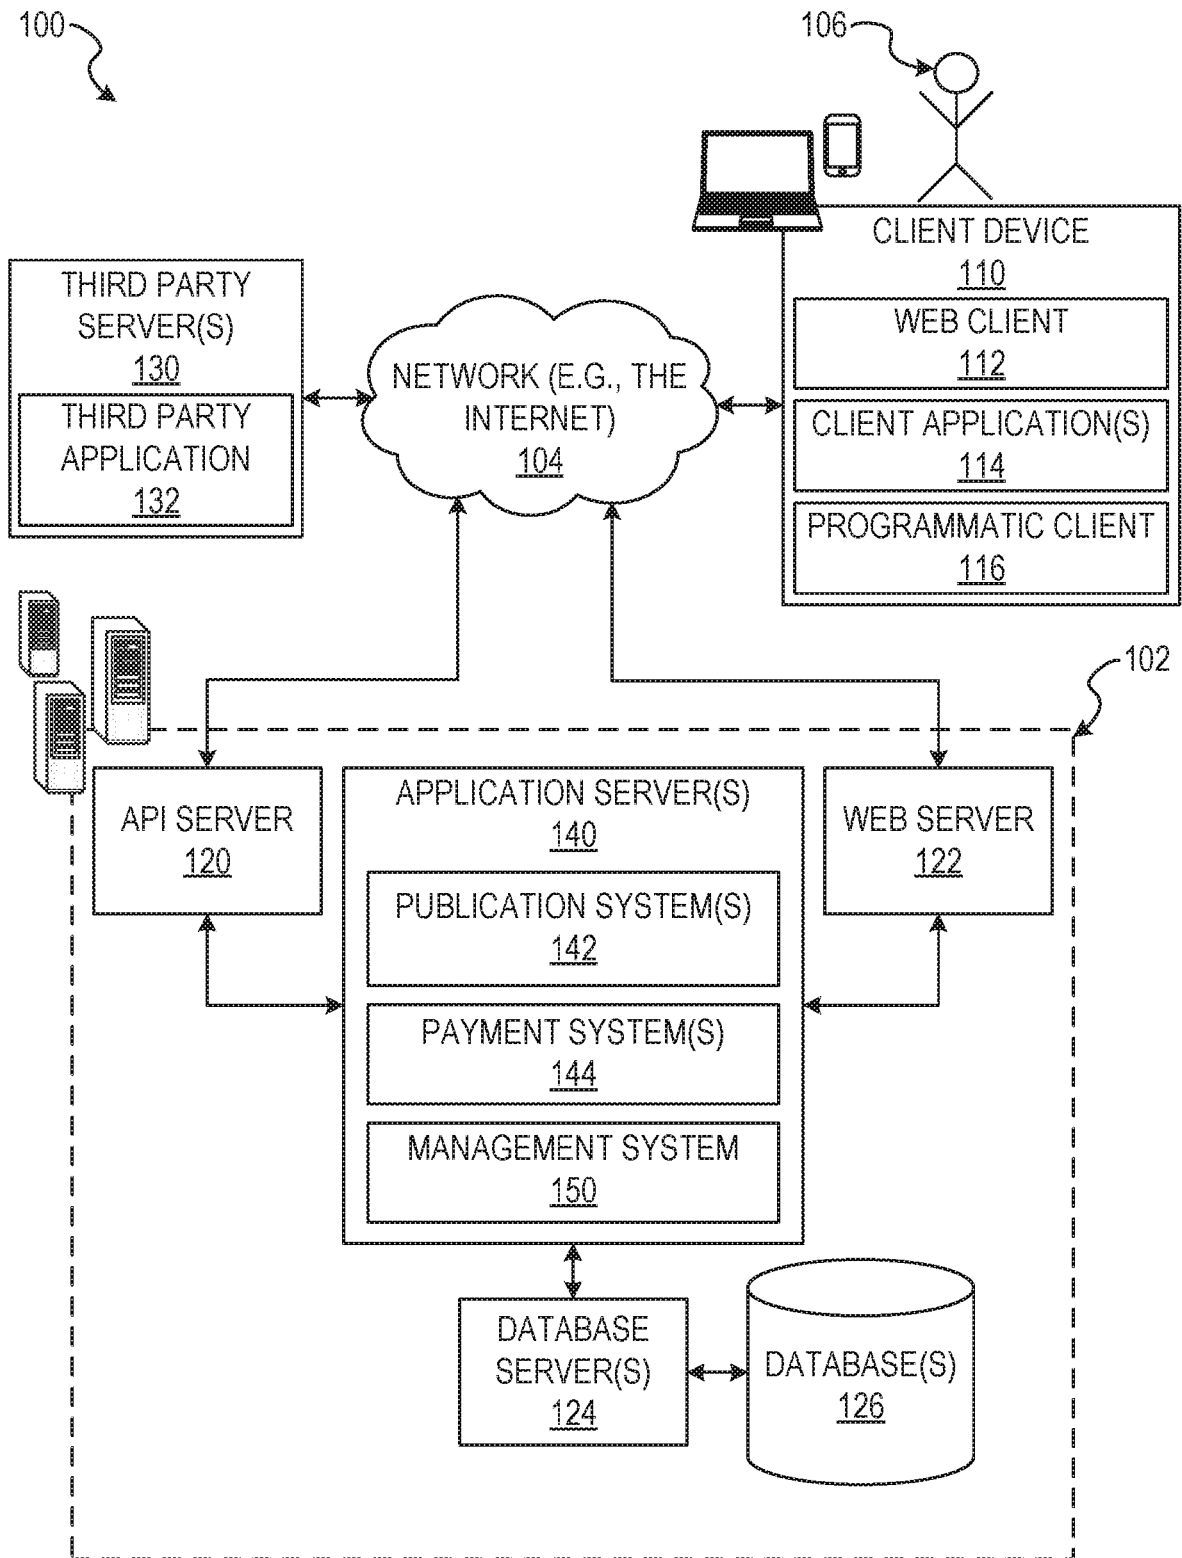 100
106
CLIENT DEVICE
110
WEB CLIENT
112
CLIENT APPLICATION(S)
114
PROGRAMMATIC CLIENT
116
THIRD PARTY
SERVER(S)
130
THIRD PARTY
APPLICATION
132
NETWORK (E.G., THE
INTERNET)
104
102
API SERVER
120
APPLICATION SERVER(S)
140
PUBLICATION SYSTEM(S)
142
PAYMENT SYSTEM(S)
144
MANAGEMENT SYSTEM
150
WEB SERVER
122
DATABASE
SERVER(S)
124
DATABASE(S)
126